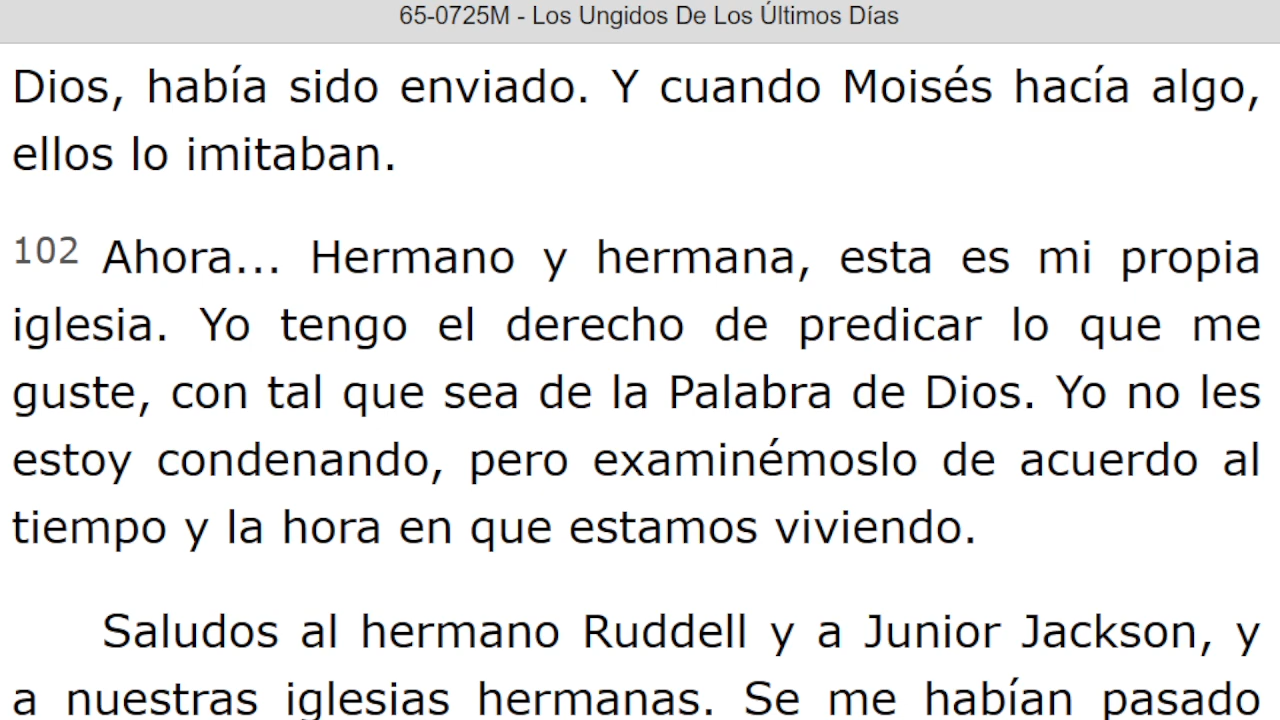 65-0725M - Los Ungidos De Los Últimos Días
Dios, había sido enviado. Y cuando Moisés hacía algo,
ellos lo imitaban.
102 Ahora... Hermano y hermana, esta es mi propia
iglesia. Yo tengo el derecho de predicar lo que me
guste, con tal que sea de la Palabra de Dios. Yo no les
estoy condenando, pero examinémoslo de acuerdo al
tiempo y la hora en que estamos viviendo.
Saludos al hermano Ruddell y a Junior Jackson, y
a nuestras iglesias hermanas. Se me habían pasado